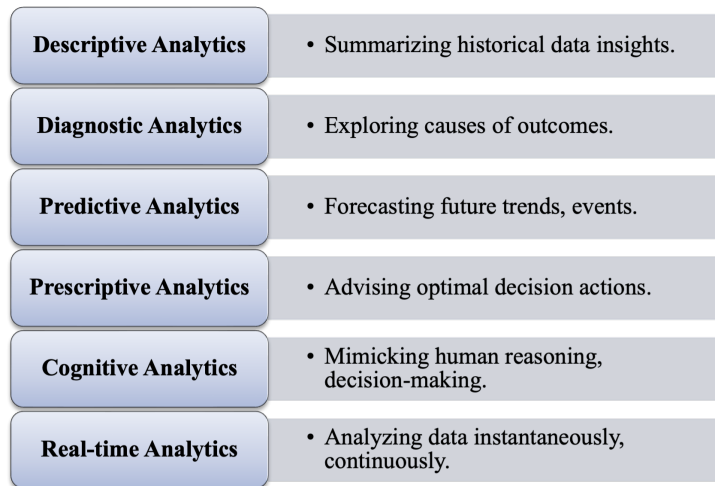 Descriptive Analytics
• Summarizing historical data insights.
Diagnostic Analytics
• Exploring causes of outcomes.
Predictive Analytics
• Forecasting future trends, events.
Prescriptive Analytics
• Advising optimal decision actions.
Cognitive Analytics
• Mimicking human reasoning,
decision-making.
Real-time Analytics
• Analyzing data instantaneously,
continuously.